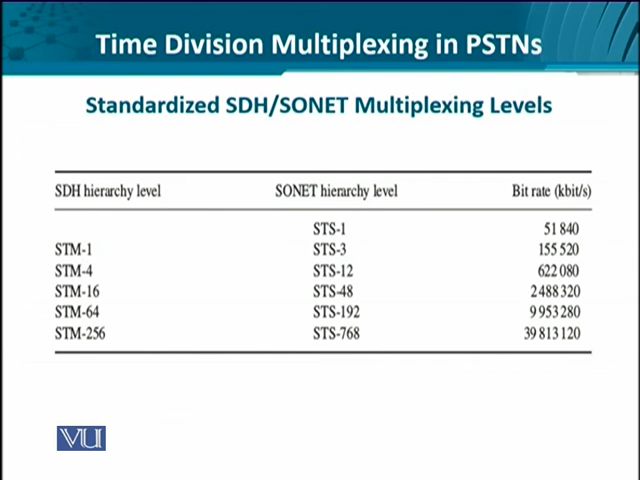 Time Division Multiplexing in PSTNs
Standardized SDH/SONET Multiplexing Levels
SDH hierarchy level SONET hierarchy level Bit rate (kbit/s)
STS-1 51 840
STM-1 STS-3 155 520
STM-4 STS-12 622 080
STM-16 STS-48 2 488 320
STM-64 STS-192 9 953 280
STM-256 STS-768 39 813 120
VU